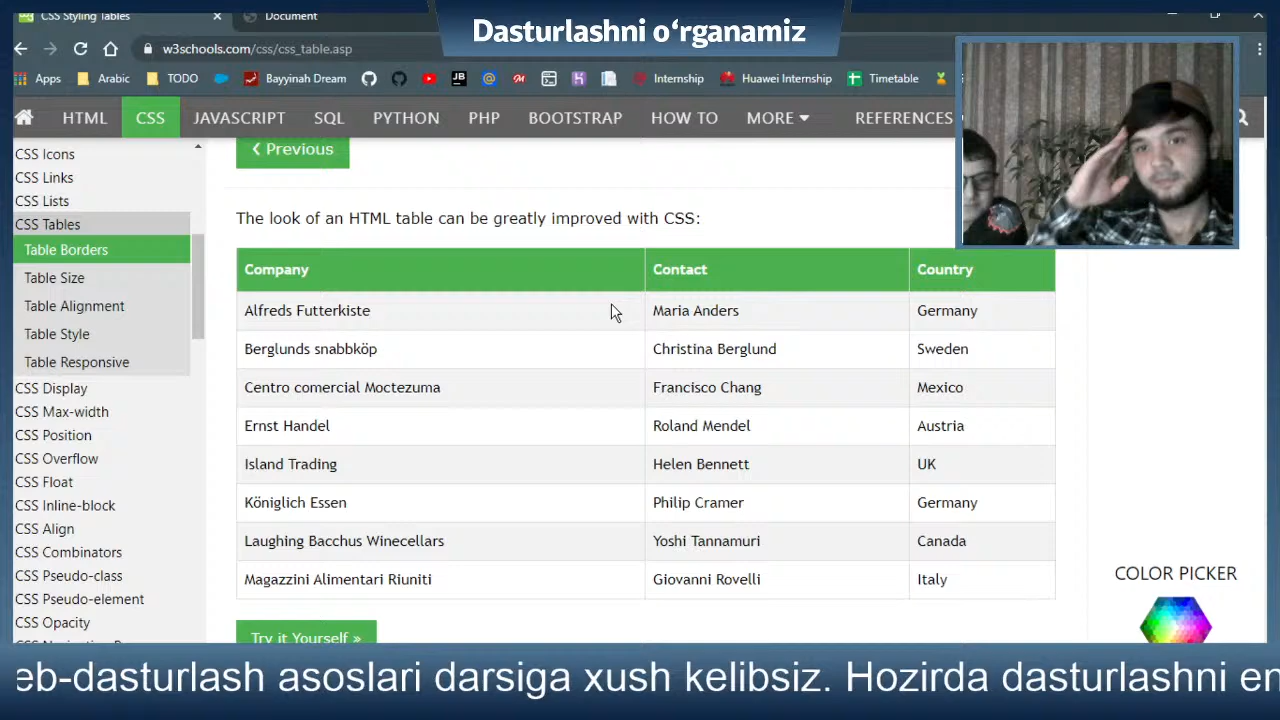 CSS Styling Tables
Document
Dasturlashni o‘rganamiz
w3schools.com/css/css_table.asp
Apps
Arabic
TODO
Bayyinah Dream
Internship
Huawei Internship
Timetable
HTML
CSS
JAVASCRIPT
SQL
PYTHON
PHP
BOOTSTRAP
HOW TO
MORE
REFERENCES
CSS Icons
CSS Links
CSS Lists
CSS Tables
Table Borders
Table Size
Table Alignment
Table Style
Table Responsive
CSS Display
CSS Max-width
CSS Position
CSS Overflow
CSS Float
CSS Inline-block
CSS Align
CSS Combinators
CSS Pseudo-class
CSS Pseudo-element
CSS Opacity
❮ Previous
The look of an HTML table can be greatly improved with CSS:
Company Contact Country
Alfreds Futterkiste Maria Anders Germany
Berglunds snabbköp Christina Berglund Sweden
Centro comercial Moctezuma Francisco Chang Mexico
Ernst Handel Roland Mendel Austria
Island Trading Helen Bennett UK
Königlich Essen Philip Cramer Germany
Laughing Bacchus Winecellars Yoshi Tannamuri Canada
Magazzini Alimentari Riuniti Giovanni Rovelli Italy
Try it Yourself »
COLOR PICKER
eb-dasturlash asoslari darsiga xush kelibsiz. Hozirda dasturlashni en